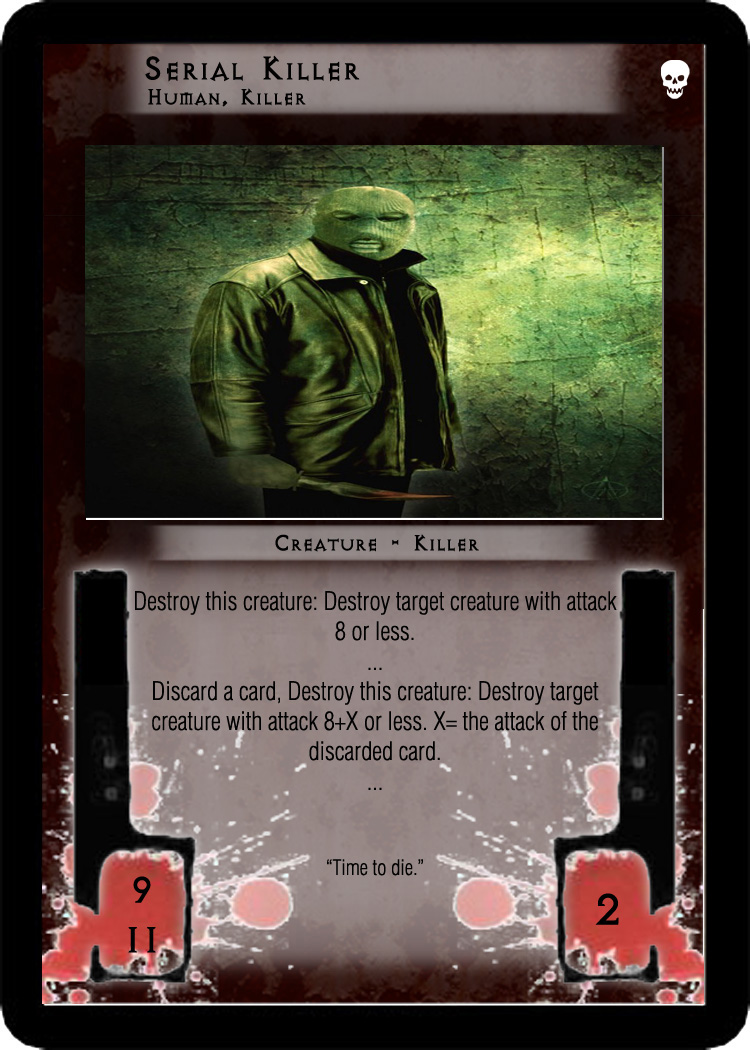 Serial Killer
Human, Killer
Creature - Killer
Destroy this creature: Destroy target creature with attack
8 or less.
...
Discard a card, Destroy this creature: Destroy target
creature with attack 8+X or less. X= the attack of the
discarded card.
...
“Time to die.”
9
II
2